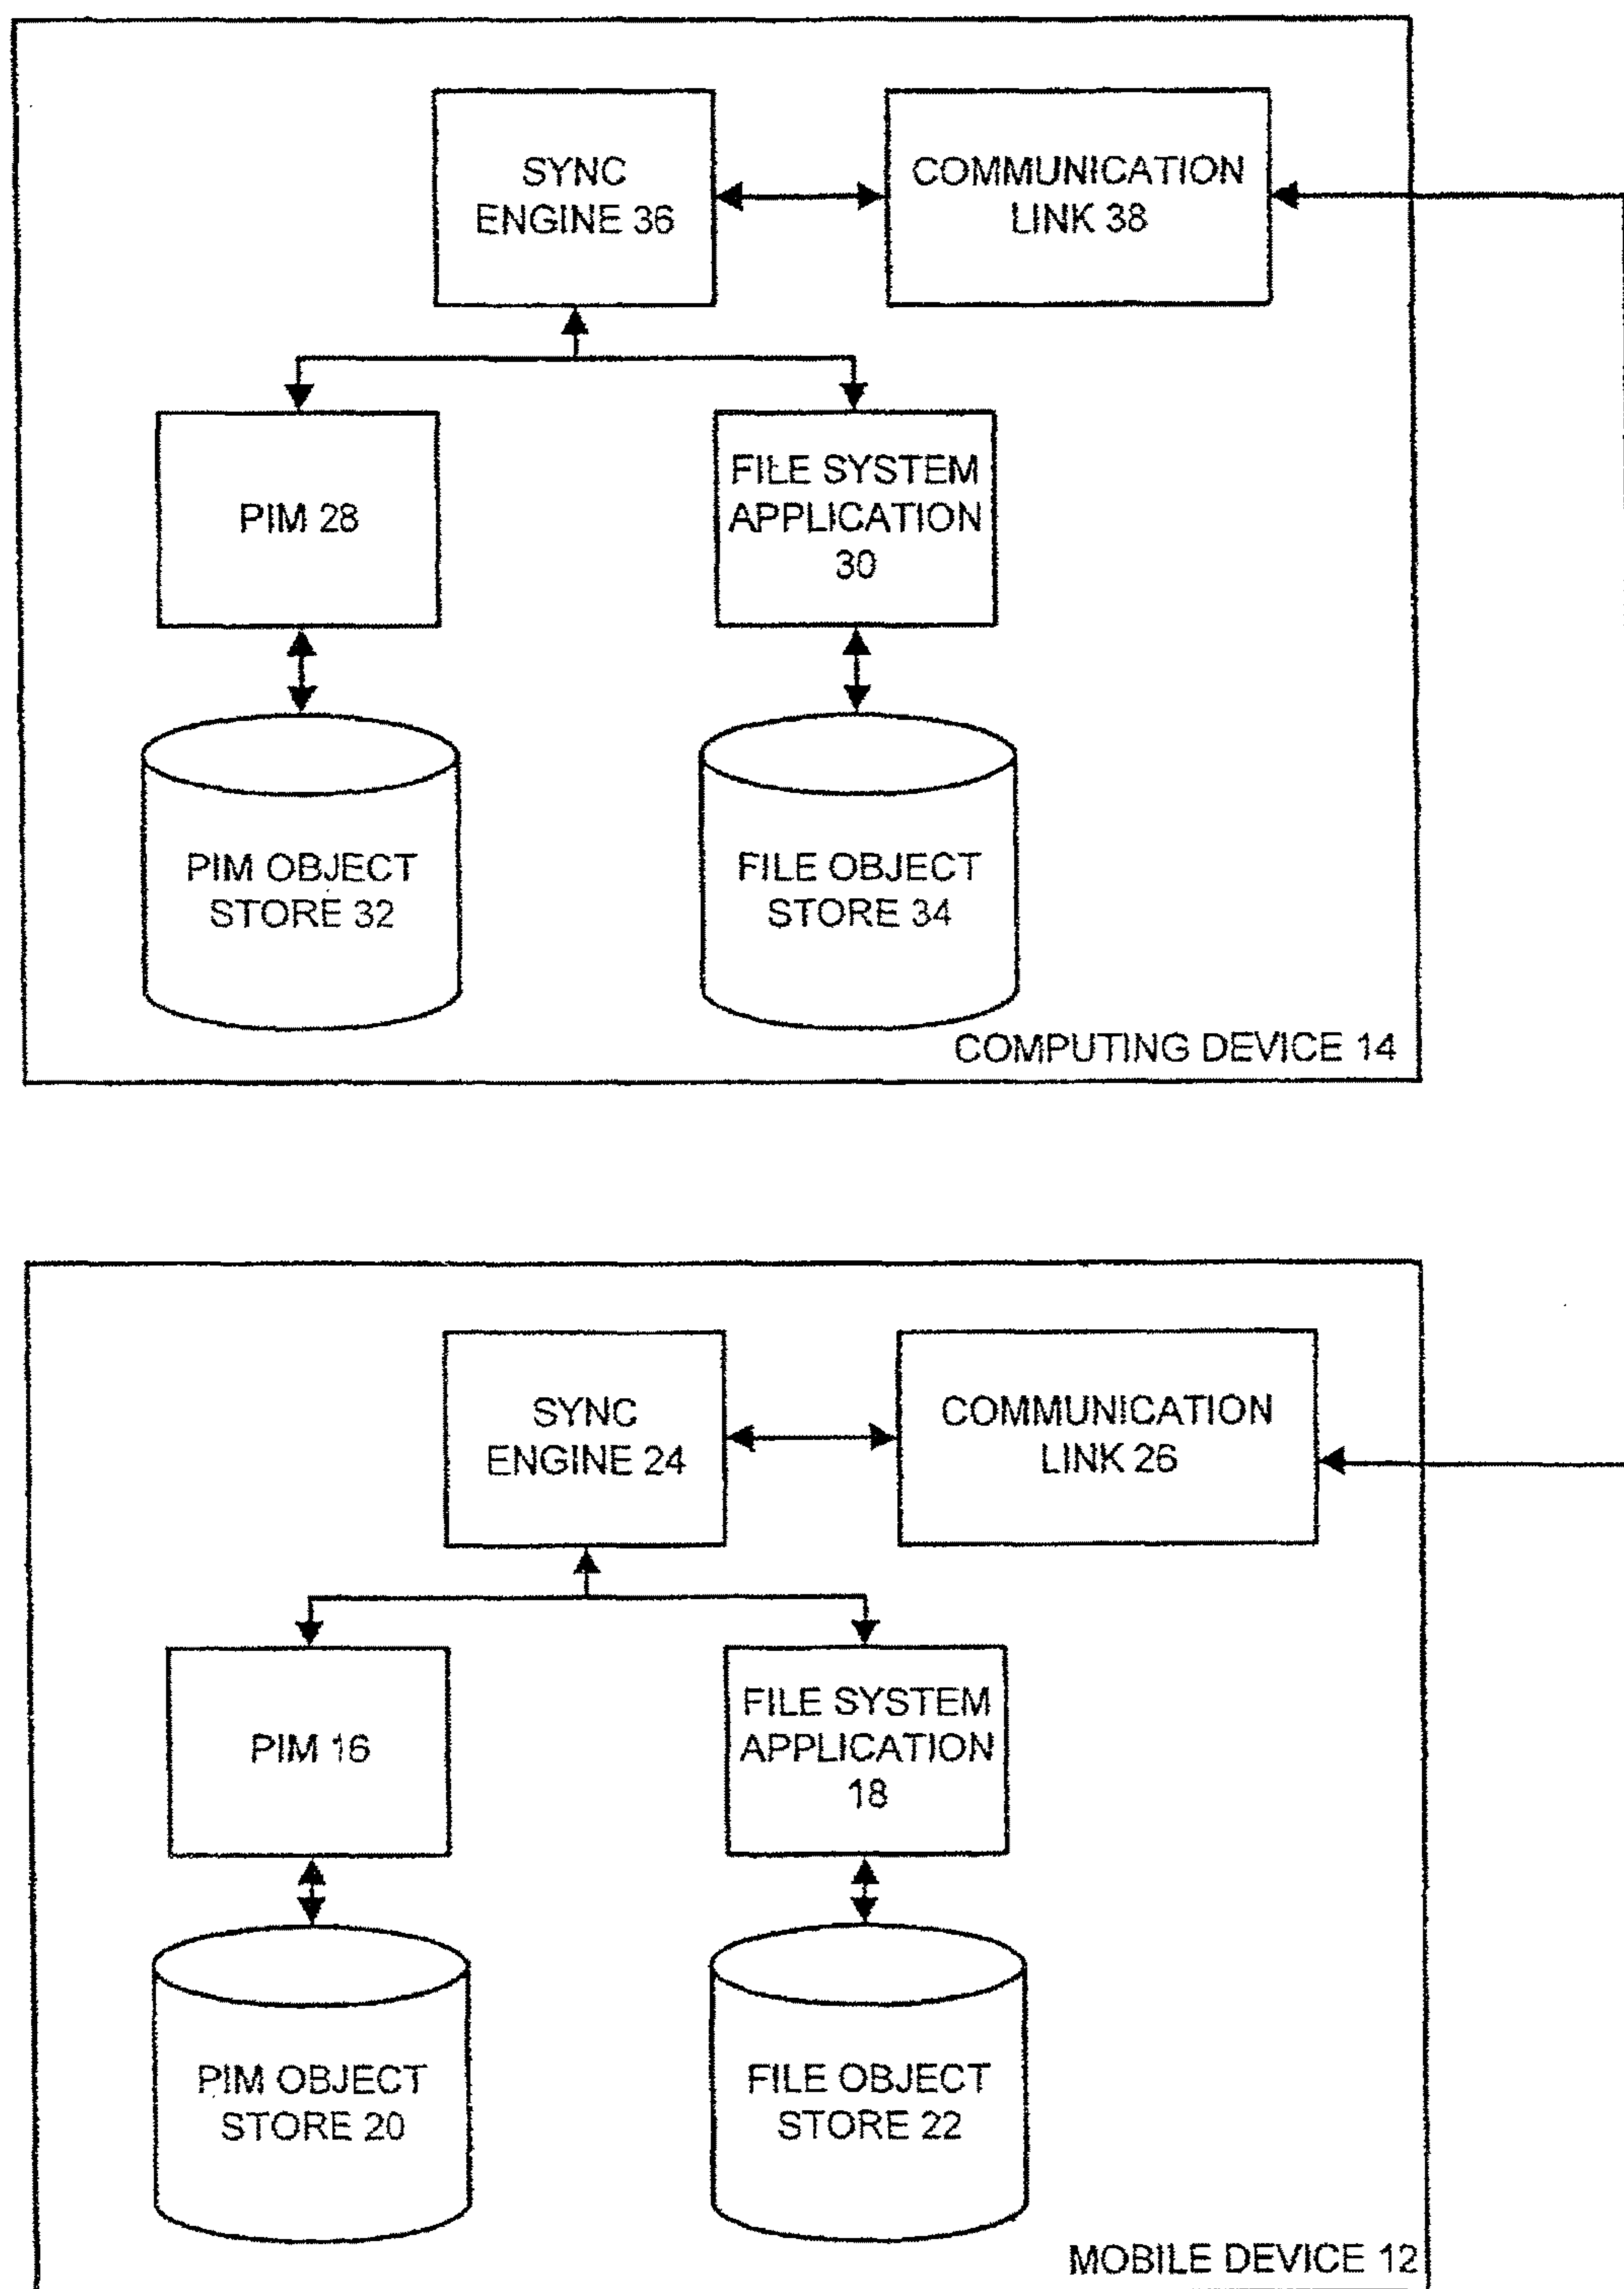 SYNC
ENGINE 36
COMMUNICATION
LINK 38
PIM 28
FILE SYSTEM
APPLICATION
30
PIM OBJECT
STORE 32
FILE OBJECT
STORE 34
COMPUTING DEVICE 14
SYNC
ENGINE 24
COMMUNICATION
LINK 26
PIM 16
FILE SYSTEM
APPLICATION
18
PIM OBJECT
STORE 20
FILE OBJECT
STORE 22
MOBILE DEVICE 12